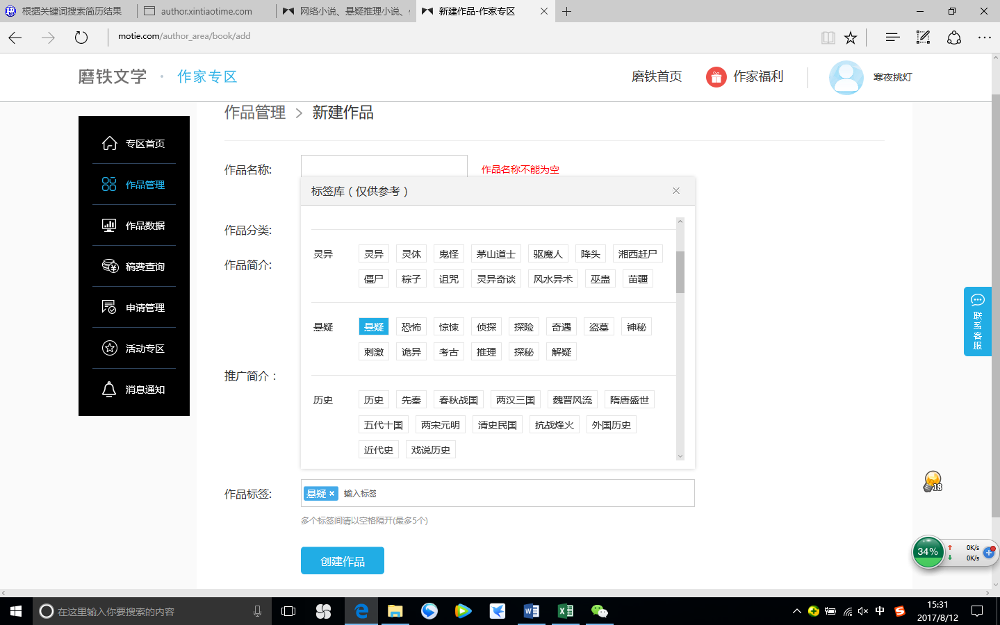 根据关键词搜索简历结果
author.xintiaotime.com
网络小说、悬疑推理小说、
新建作品-作家专区
motie.com/author_area/book/add
磨铁文学 · 作家专区
磨铁首页
作家福利
寒夜挑灯
专区首页
作品管理
作品数据
稿费查询
申请管理
活动专区
消息通知
作品管理 > 新建作品
作品名称:
作品名称不能为空
标签库（仅供参考）
作品分类:
作品简介:
推广简介：
灵异
灵异 灵体 鬼怪 茅山道士 驱魔人 降头 湘西赶尸
僵尸 粽子 诅咒 灵异奇谈 风水异术 巫蛊 苗疆
悬疑
悬疑 恐怖 惊悚 侦探 探险 奇遇 盗墓 神秘
刺激 诡异 考古 推理 探秘 解疑
历史
历史 先秦 春秋战国 两汉三国 魏晋风流 隋唐盛世
五代十国 两宋元明 清史民国 抗战烽火 外国历史
近代史 戏说历史
作品标签:
悬疑 × 输入标签
多个标签间请以空格隔开(最多5个)
创建作品
联系客服
18
34%
0K/s
0K/s
在这里输入你要搜索的内容
中
15:31
2017/8/12